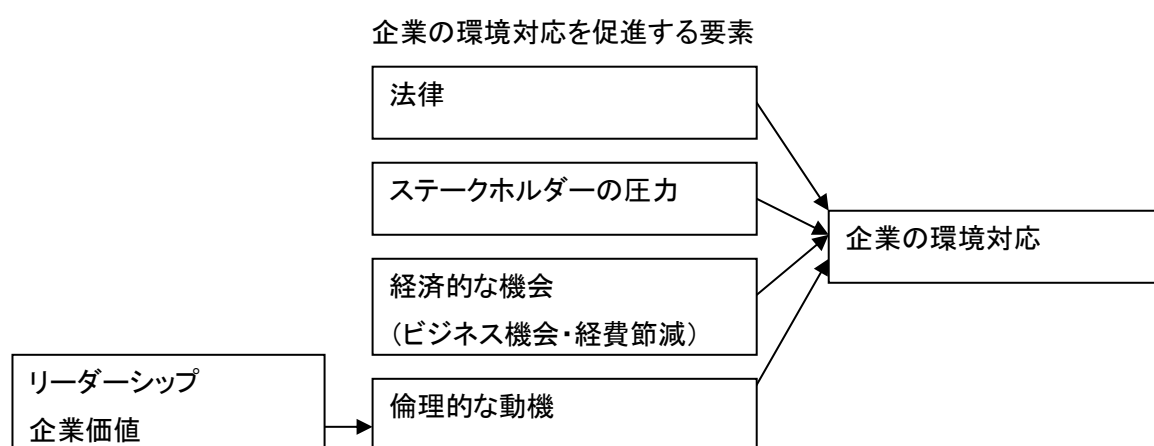 企業の環境対応を促進する要素
法律
ステークホルダーの圧力
企業の環境対応
経済的な機会
（ビジネス機会・経費節減）
リーダーシップ
企業価値
倫理的な動機